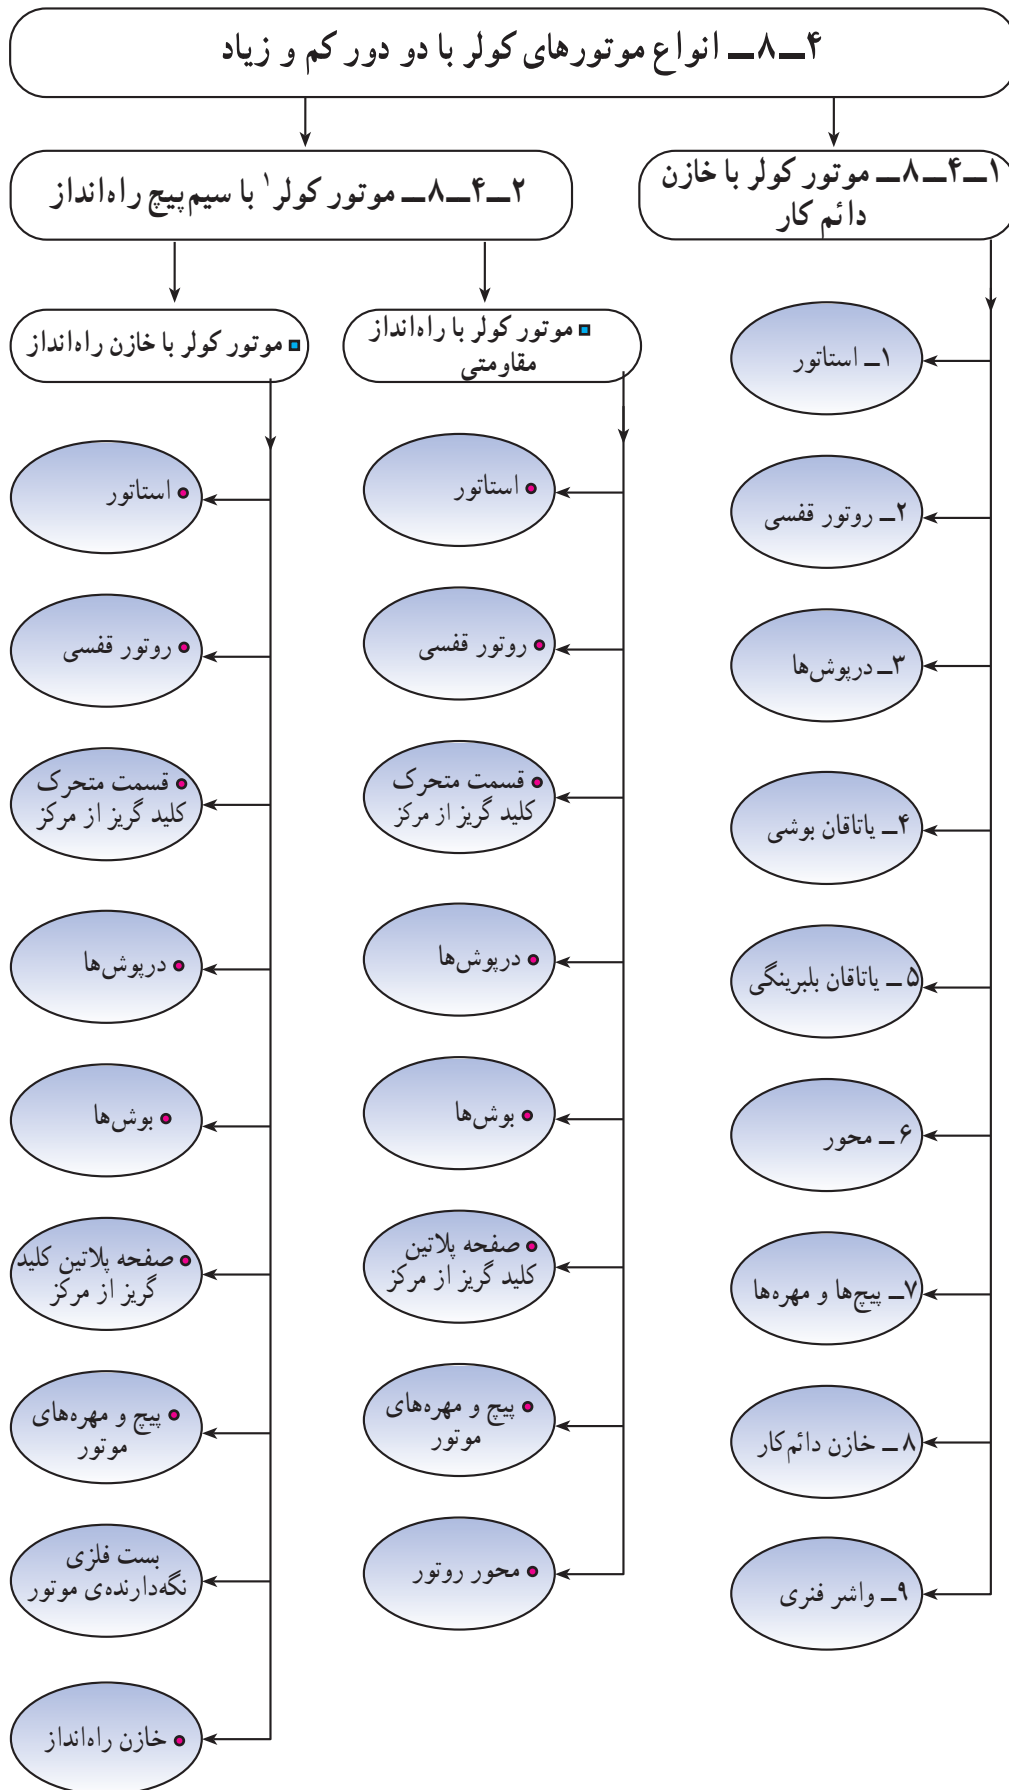 ۴ــ۸ــ انواع موتورهای کولر با دو دور کم و زیاد
۱ــ۴ــ۸ــ موتور کولر با خازن
دائم کار
۱ــ استاتور
۲ــ روتور قفسی
۳ــ درپوش‌ها
۴ــ یاتاقان بوشی
۵ ــ یاتاقان بلبرینگی
۶ ــ محور
۷ــ پیچ‌ها و مهره‌ها
۸ ــ خازن دائم‌کار
۹ــ واشر فنری
۲ــ۴ــ۸ــ موتور کولر۱ با سیم‌پیچ راه‌انداز
موتور کولر با راه‌انداز
مقاومتی
استاتور
روتور قفسی
قسمت متحرک
کلید گریز از مرکز
درپوش‌ها
بوش‌ها
صفحه پلاتین
کلید گریز از مرکز
پیچ و مهره‌های
موتور
محور روتور
موتور کولر با خازن راه‌انداز
استاتور
روتور قفسی
قسمت متحرک
کلید گریز از مرکز
درپوش‌ها
بوش‌ها
صفحه پلاتین کلید
گریز از مرکز
پیچ و مهره‌های
موتور
بست فلزی
نگه‌دارنده‌ی موتور
خازن راه‌انداز